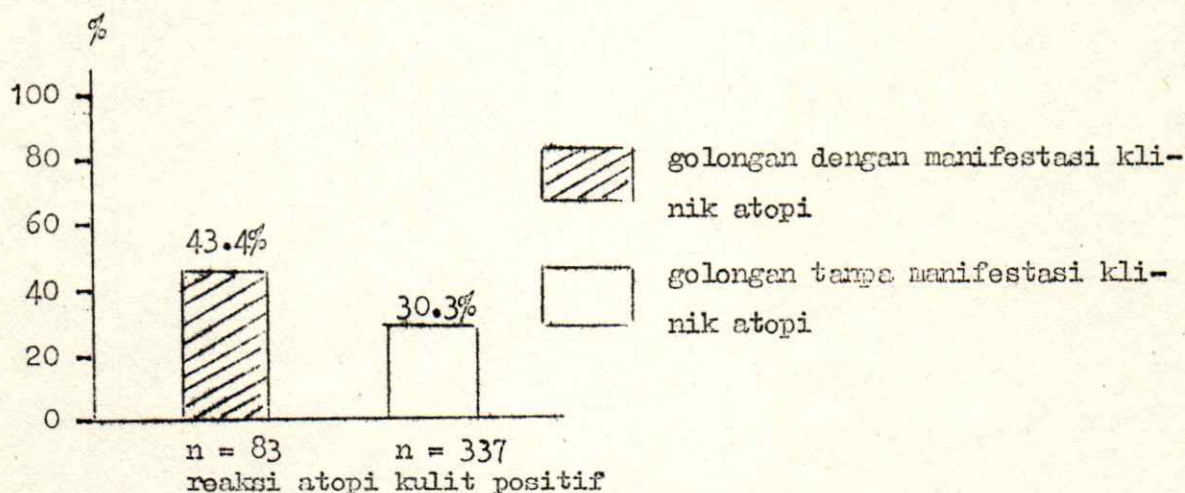 %
100
80
60
40
20
0
43.4%
30.3%
n = 83
n = 337
reaksi atopi kulit positif
golongan dengan manifestasi kli-
nik atopi
golongan tanpa manifestasi kli-
nik atopi